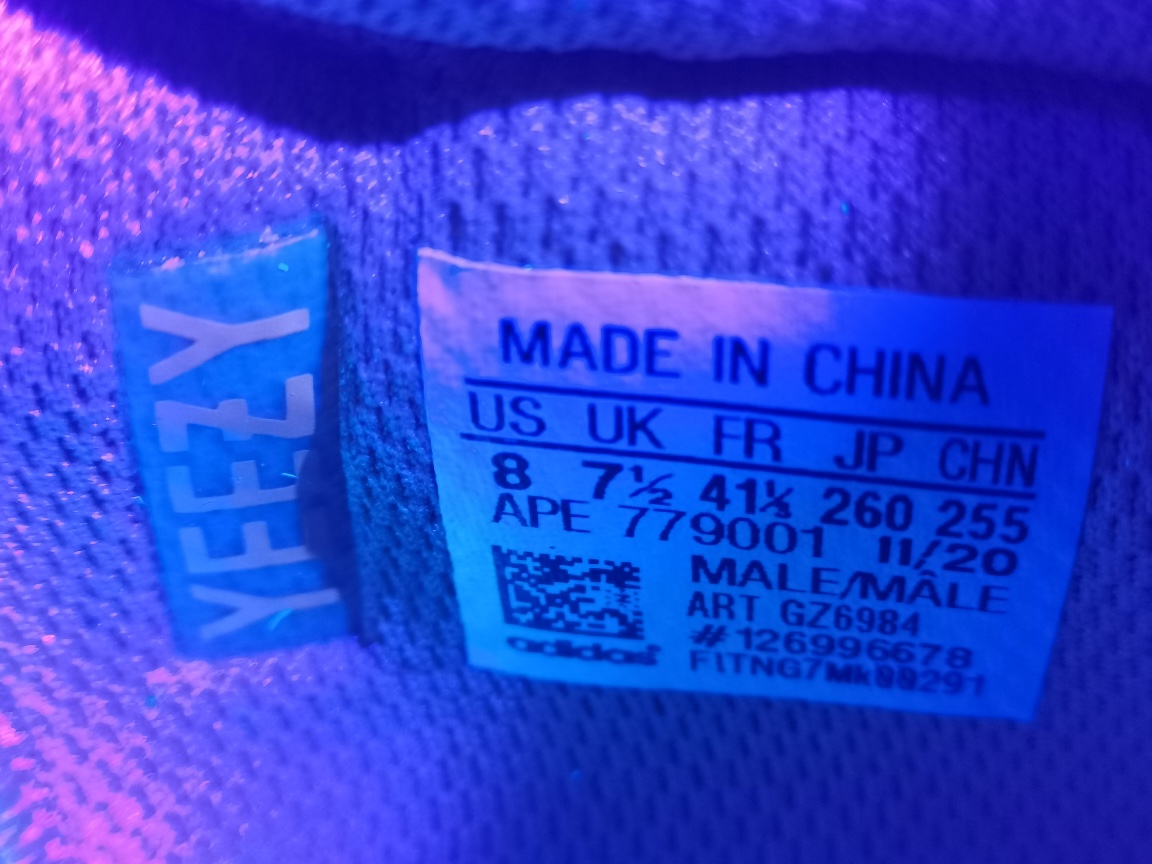 YEEZY
MADE IN CHINA
US UK FR JP CHN
8 7½ 41⅓ 260 255
APE 779001 11/20
MALE/MÂLE
ART GZ6984
#126996678
adidas